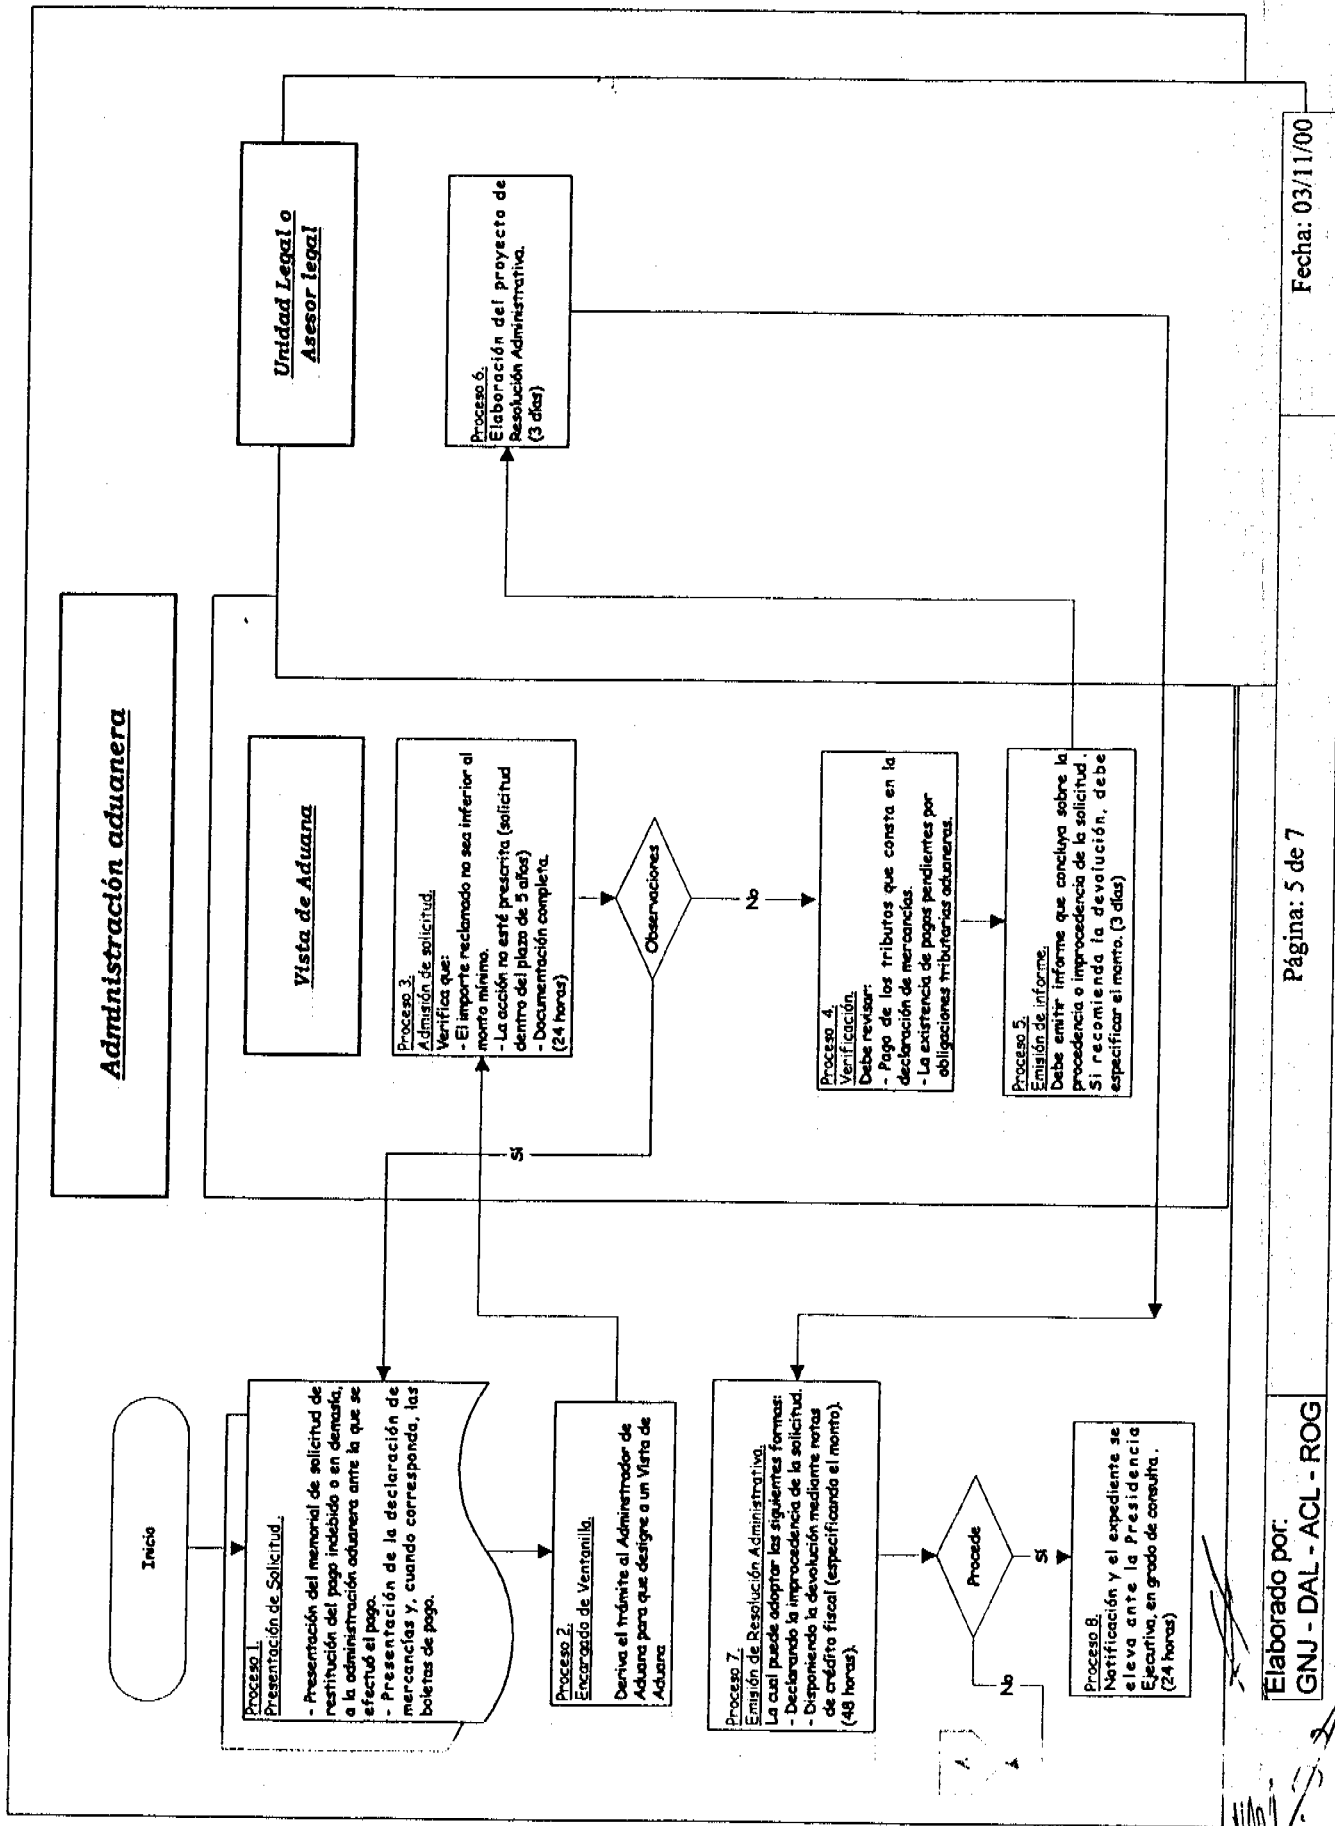 Administración aduanera
Unidad Legal o
Asesor legal
Vista de Aduana
Inicio
Proceso 1.
Presentación de Solicitud.
- Presentación del memorial de solicitud de
restitución del pago indebido o en demasía,
a la administración aduanera ante la que se
efectuó el pago.
- Presentación de la declaración de
mercancías y, cuando corresponda, las
boletas de pago.
Proceso 2.
Encargado de Ventanilla.
Deriva el trámite al Administrador de
Aduana para que designe a un Vista de
Aduana
Proceso 3.
Admisión de solicitud.
Verifica que:
- El importe reclamado no sea inferior al
monto mínimo.
- La acción no esté prescrita (solicitud
dentro del plazo de 5 años)
- Documentación completa.
(24 horas)
Observaciones
Si
No
Proceso 4.
Verificación.
Debe revisar:
- Pago de los tributos que consta en la
declaración de mercancías.
- La existencia de pagos pendientes por
obligaciones tributarias aduaneras.
Proceso 5.
Emisión de informe.
Debe emitir informe que concluya sobre la
procedencia o improcedencia de la solicitud.
Si recomienda la devolución, debe
especificar el monto. (3 días)
Proceso 6.
Elaboración del proyecto de
Resolución Administrativa.
(3 días)
Proceso 7.
Emisión de Resolución Administrativa.
La cual puede adoptar las siguientes formas:
- Declarando la improcedencia de la solicitud.
- Disponiendo la devolución mediante notas
de crédito fiscal (especificando el monto).
(48 horas).
Procede
No
Si
A
Proceso 8.
Notificación y el expediente se
eleva ante la Presidencia
Ejecutiva, en grado de consulta.
(24 horas)
Elaborado por:
GNJ - DAL - ACL - ROG
Página: 5 de 7
Fecha: 03/11/00